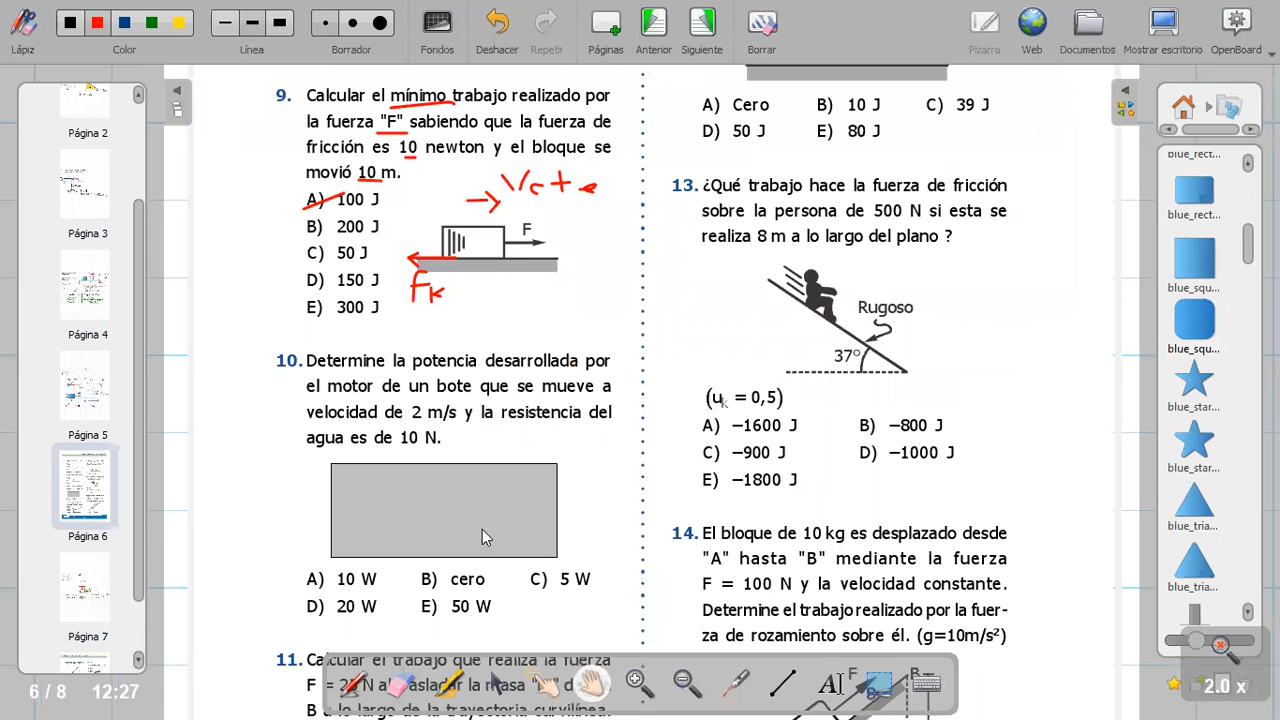 Lápiz
Color
Línea
Borrador
Fondos
Deshacer
Repetir
Páginas
Anterior
Siguiente
Borrar
Pizarra
Web
Documentos
Mostrar escritorio
OpenBoard
Página 2
Página 3
Página 4
Página 5
Página 6
Página 7
6 / 8
12:27
9. Calcular el mínimo trabajo realizado por
la fuerza "F" sabiendo que la fuerza de
fricción es 10 newton y el bloque se
movió 10 m.
A) 100 J
B) 200 J
C) 50 J
D) 150 J
E) 300 J
Vcte
F
Fk
10. Determine la potencia desarrollada por
el motor de un bote que se mueve a
velocidad de 2 m/s y la resistencia del
agua es de 10 N.
A) 10 W B) cero C) 5 W
D) 20 W E) 50 W
11. Calcular el trabajo que realiza la fuerza
A) Cero B) 10 J C) 39 J
D) 50 J E) 80 J
13. ¿Qué trabajo hace la fuerza de fricción
sobre la persona de 500 N si esta se
realiza 8 m a lo largo del plano ?
Rugoso
37°
(uk = 0,5)
A) −1600 J B) −800 J
C) −900 J D) −1000 J
E) −1800 J
14. El bloque de 10 kg es desplazado desde
"A" hasta "B" mediante la fuerza
F = 100 N y la velocidad constante.
Determine el trabajo realizado por la fuer-
za de rozamiento sobre él. (g=10m/s²)
F
B
blue_rect...
blue_rect...
blue_squ...
blue_squ...
blue_star...
blue_star...
blue_tria...
blue_tria...
2.0 x